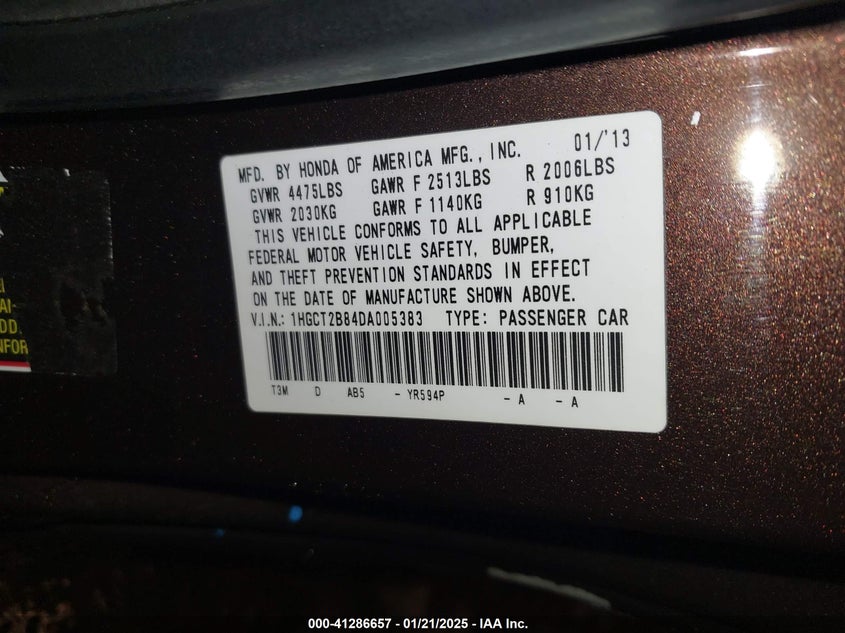 MFD. BY HONDA OF AMERICA MFG., INC. 01/'13
GVWR 4475LBS GAWR F 2513LBS R 2006LBS
GVWR 2030KG GAWR F 1140KG R 910KG
THIS VEHICLE CONFORMS TO ALL APPLICABLE
FEDERAL MOTOR VEHICLE SAFETY, BUMPER,
AND THEFT PREVENTION STANDARDS IN EFFECT
ON THE DATE OF MANUFACTURE SHOWN ABOVE.
V.I.N.: 1HGCT2B84DA005383 TYPE: PASSENGER CAR
T3M D AB5 - YR594P - A - A
000-41286657 - 01/21/2025 - IAA Inc.